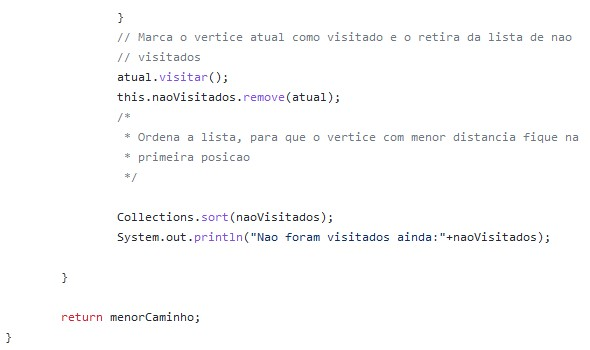 }
// Marca o vertice atual como visitado e o retira da lista de nao
// visitados
atual.visitar();
this.naoVisitados.remove(atual);
/*
* Ordena a lista, para que o vertice com menor distancia fique na
* primeira posicao
*/
Collections.sort(naoVisitados);
System.out.println("Nao foram visitados ainda:"+naoVisitados);
}
return menorCaminho;
}